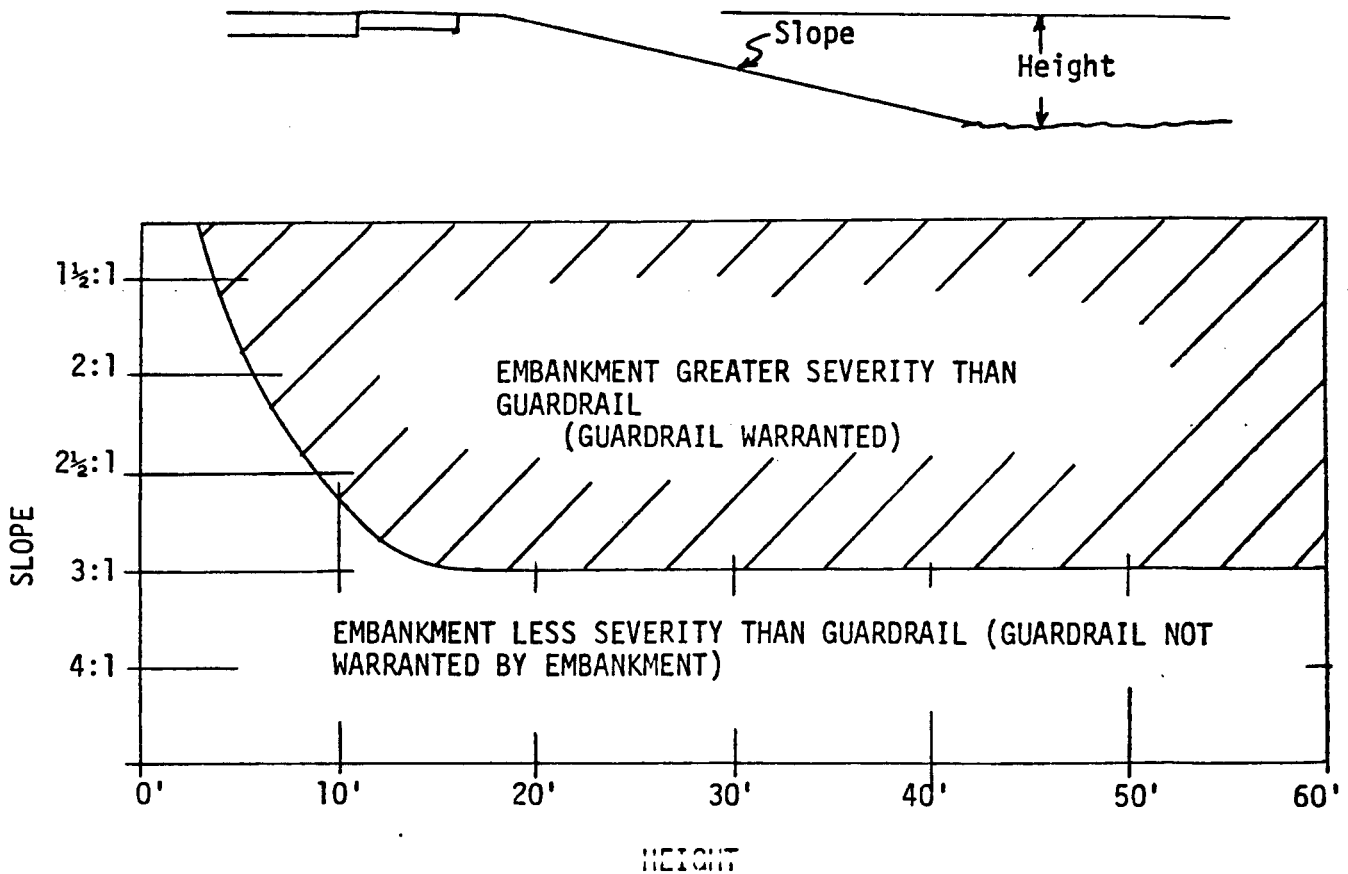 Slope
Height
1½:1
2:1
2½:1
3:1
4:1
SLOPE
EMBANKMENT GREATER SEVERITY THAN
GUARDRAIL
(GUARDRAIL WARRANTED)
EMBANKMENT LESS SEVERITY THAN GUARDRAIL (GUARDRAIL NOT
WARRANTED BY EMBANKMENT)
0' 10' 20' 30' 40' 50' 60'
HEIGHT